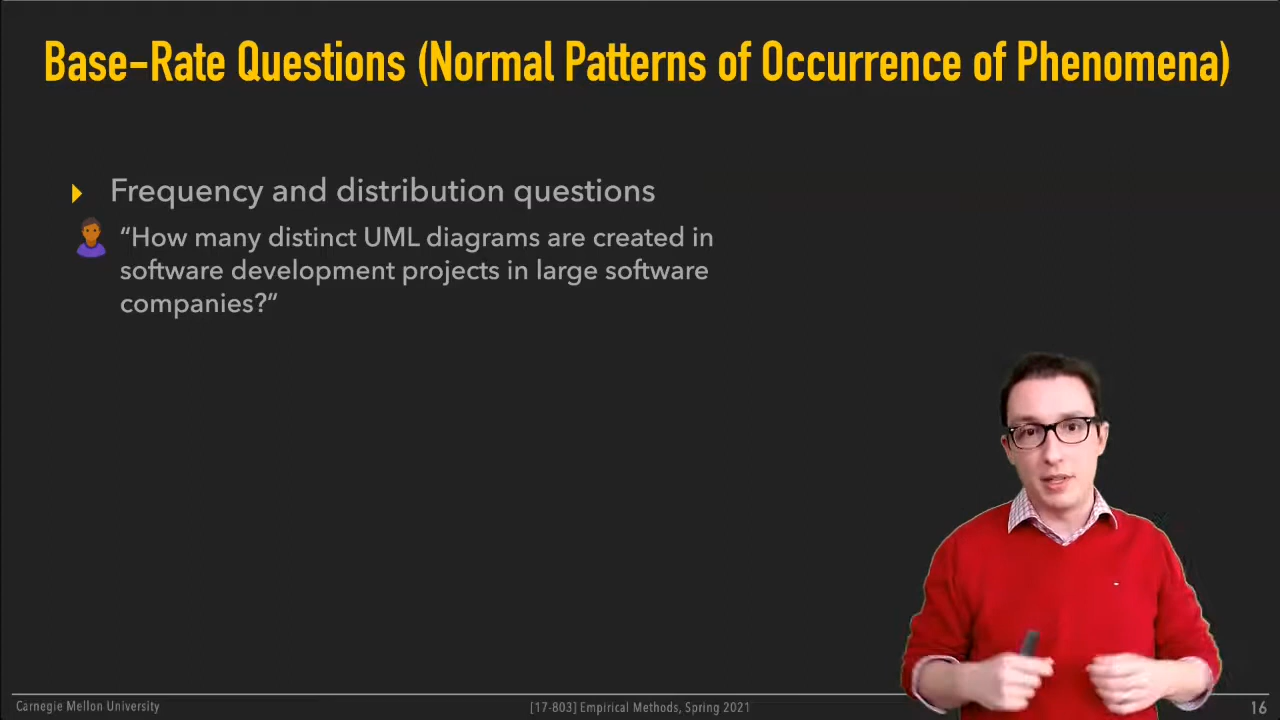 Base-Rate Questions (Normal Patterns of Occurrence of Phenomena)
Frequency and distribution questions
“How many distinct UML diagrams are created in
software development projects in large software
companies?”
Carnegie Mellon University
[17-803] Empirical Methods, Spring 2021
16